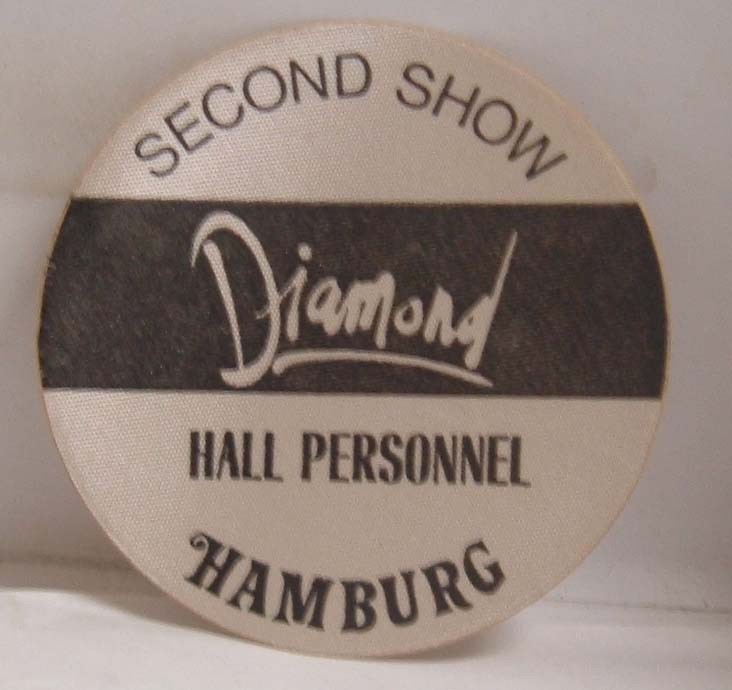 SECOND SHOW
Diamond
HALL PERSONNEL
HAMBURG